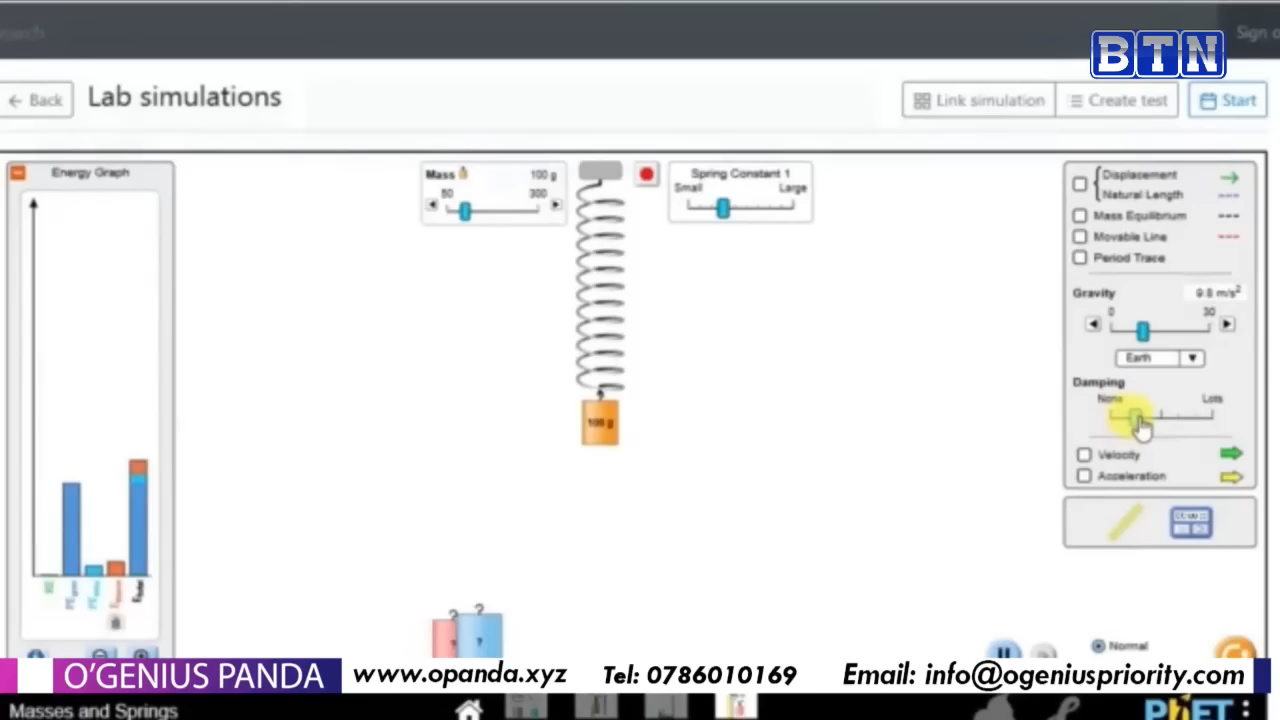 earch
Sign o
BTN
← Back
Lab simulations
Link simulation
Create test
Start
Energy Graph
Mass
100 g
50
300
Spring Constant 1
Small
Large
Displacement
Natural Length
Mass Equilibrium
Movable Line
Period Trace
Gravity
9.8 m/s²
0
30
Earth
Damping
None
Lots
Velocity
Acceleration
100 g
?
?
?
Normal
O'GENIUS PANDA
www.opanda.xyz
Tel: 0786010169
Email: info@ogeniuspriority.com
Masses and Springs
PhET